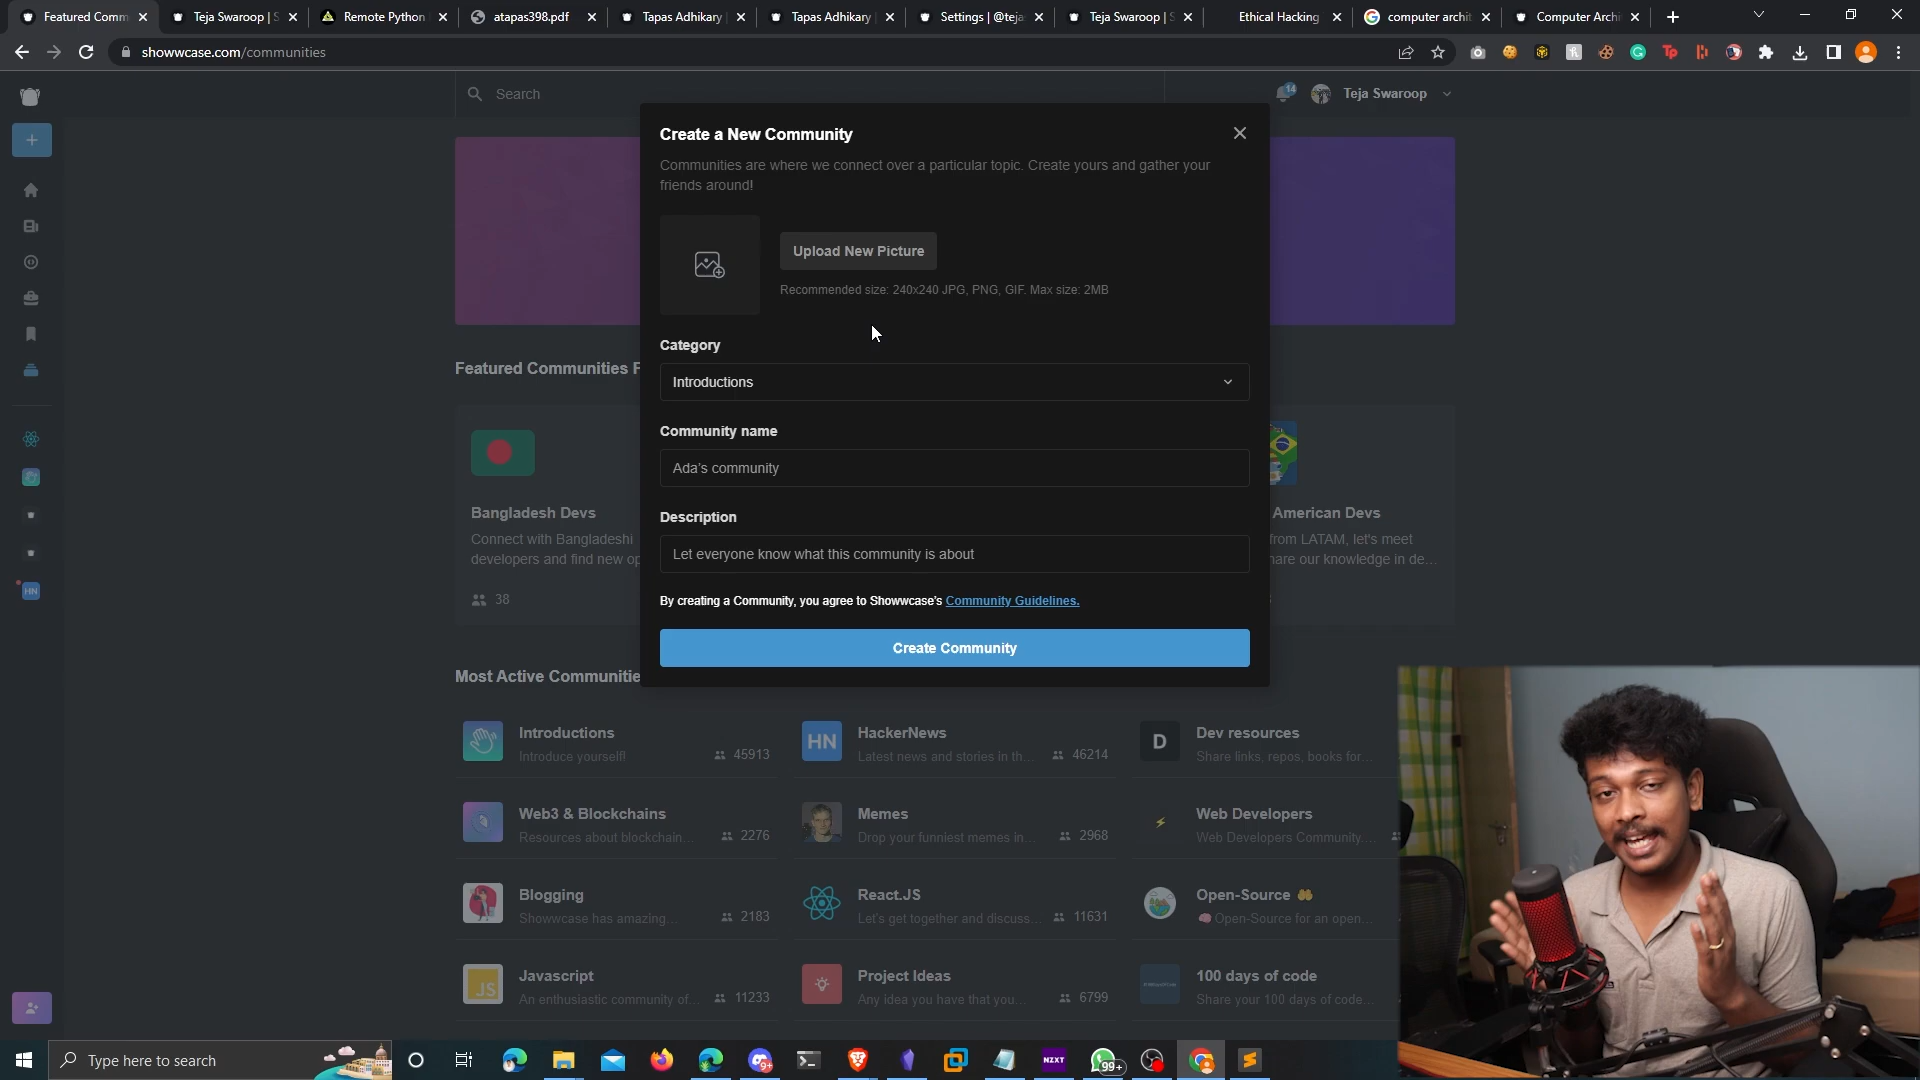 Featured Comm
Teja Swaroop | S
Remote Python
atapas398.pdf
Tapas Adhikary
Tapas Adhikary
Settings | @teja
Teja Swaroop | S
Ethical Hacking
computer archit
Computer Archi
showwcase.com/communities
Search
14
Teja Swaroop
Create a New Community
Communities are where we connect over a particular topic. Create yours and gather your
friends around!
Upload New Picture
Recommended size: 240x240 JPG, PNG, GIF. Max size: 2MB
Category
Introductions
Community name
Ada's community
Description
Let everyone know what this community is about
By creating a Community, you agree to Showwcase's Community Guidelines.
Create Community
Featured Communities F
Bangladesh Devs
Connect with Bangladeshi
developers and find new op
38
American Devs
from LATAM, let's meet
are our knowledge in de...
HN
Most Active Communitie
Introductions
Introduce yourself!
45913
HN
HackerNews
Latest news and stories in th...
46214
D
Dev resources
Share links, repos, books for...
Web3 & Blockchains
Resources about blockchain...
2276
Memes
Drop your funniest memes in...
2968
Web Developers
Web Developers Community....
Blogging
Showwcase has amazing...
2183
React.JS
Let's get together and discuss...
11631
Open-Source
Open-Source for an open...
JS
Javascript
An enthusiastic community of...
11233
Project Ideas
Any idea you have that you...
6799
100 days of code
Share your 100 days of code...
Type here to search
9+
NZXT
99+